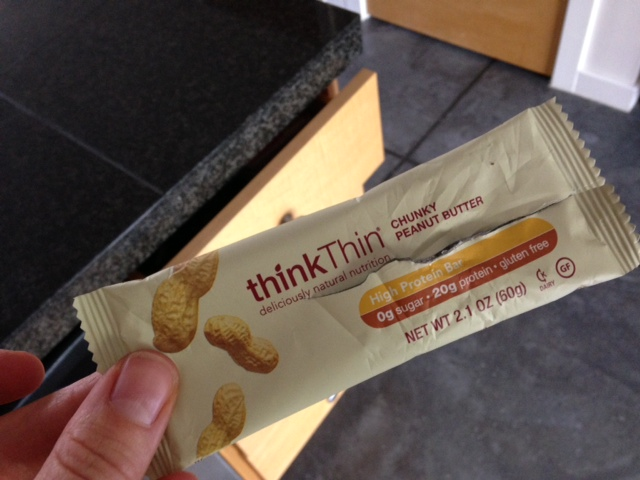 thinkThin®
CHUNKY
PEANUT BUTTER
deliciously natural nutrition
High Protein Bar
0g sugar • 20g protein • gluten free
NET WT 2.1 OZ (60g)
K
DAIRY
GF